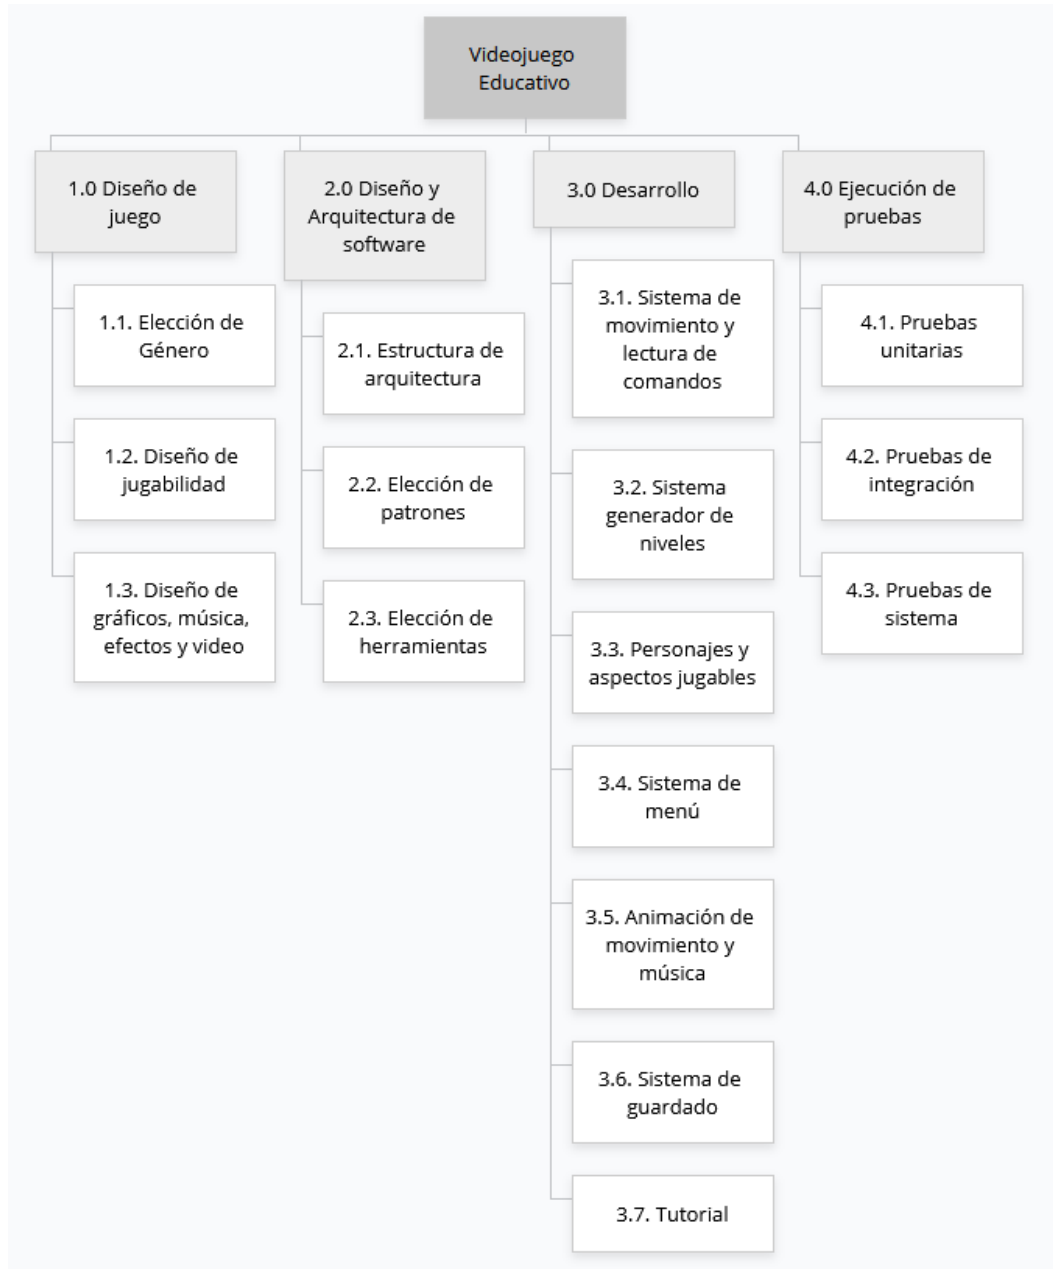 Videojuego
Educativo
1.0 Diseño de
juego
1.1. Elección de
Género
1.2. Diseño de
jugabilidad
1.3. Diseño de
gráficos, música,
efectos y video
2.0 Diseño y
Arquitectura de
software
2.1. Estructura de
arquitectura
2.2. Elección de
patrones
2.3. Elección de
herramientas
3.0 Desarrollo
3.1. Sistema de
movimiento y
lectura de
comandos
3.2. Sistema
generador de
niveles
3.3. Personajes y
aspectos jugables
3.4. Sistema de
menú
3.5. Animación de
movimiento y
música
3.6. Sistema de
guardado
3.7. Tutorial
4.0 Ejecución de
pruebas
4.1. Pruebas
unitarias
4.2. Pruebas de
integración
4.3. Pruebas de
sistema